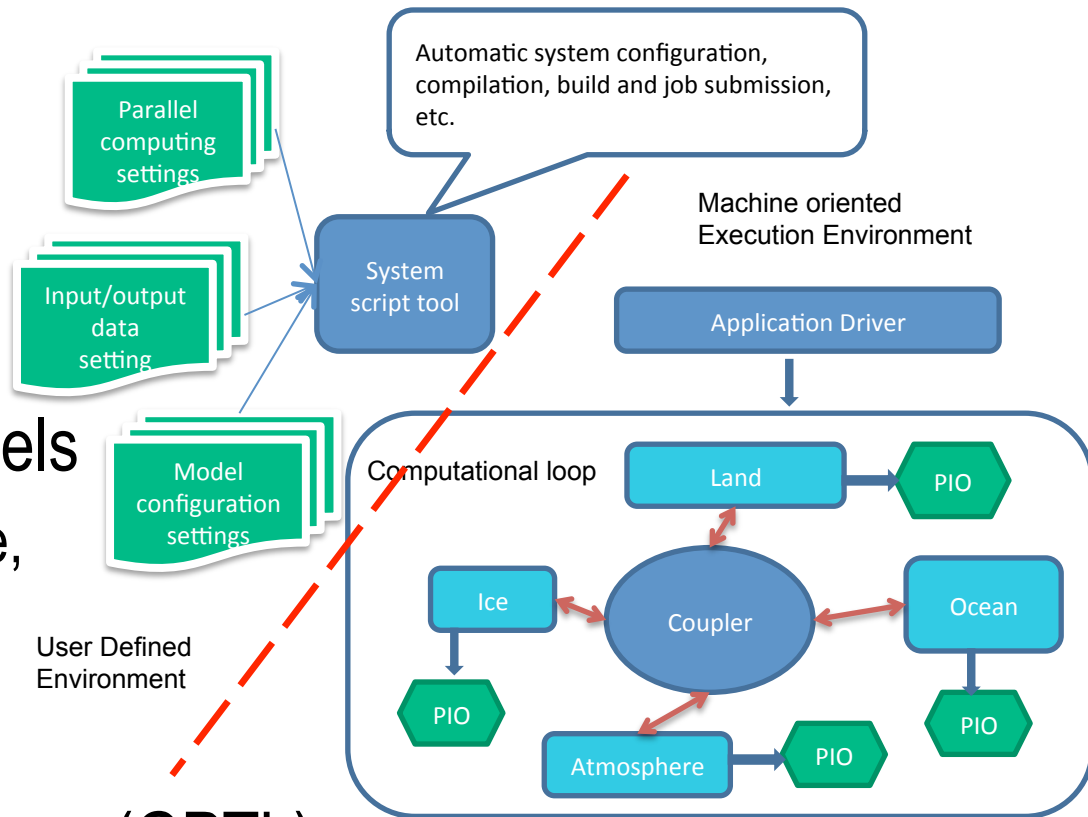 Automatic system configuration,
compilation, build and job submission,
etc.
Parallel
computing
settings
Machine oriented
Execution Environment
System
script tool
Input/output
data
setting
Application Driver
els
Model
configuration
settings
Computational loop
Land
PIO
e,
Ice
Coupler
Ocean
User Defined
Environment
PIO
PIO
Atmosphere
PIO